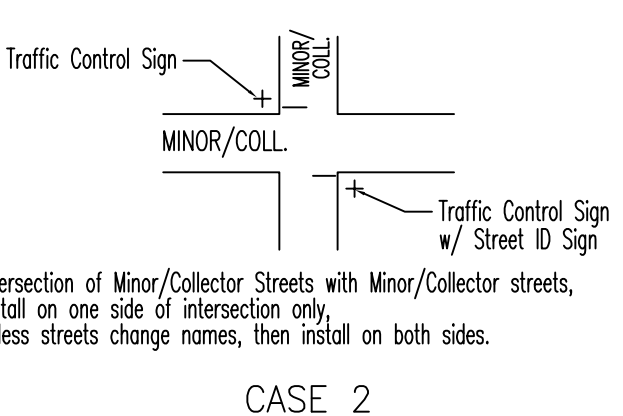 Traffic Control Sign
MINOR/
COLL.
MINOR/COLL.
Traffic Control Sign
w/ Street ID Sign
ersection of Minor/Collector Streets with Minor/Collector streets,
tall on one side of intersection only,
less streets change names, then install on both sides.
CASE 2